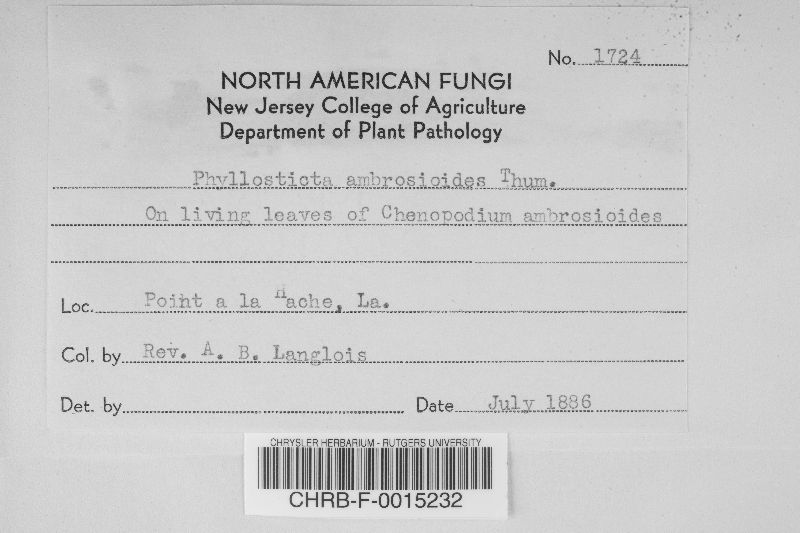 No. 1724
NORTH AMERICAN FUNGI
New Jersey College of Agriculture
Department of Plant Pathology
Phyllosticta ambrosioides Thum.
On living leaves of Chenopodium ambrosioides
Loc. Point a la Hache, La.
Col. by Rev. A. B. Langlois
Det. by
Date July 1886
CHRYSLER HERBARIUM - RUTGERS UNIVERSITY
CHRB-F-0015232